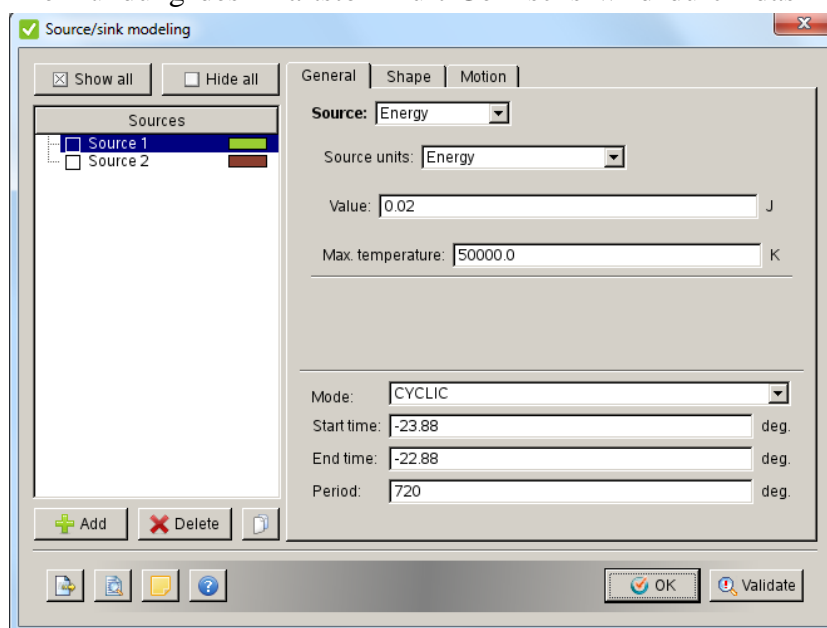 Source/sink modeling
Show all
Hide all
Sources
Source 1
Source 2
Add
Delete
General
Shape
Motion
Source: Energy
Source units: Energy
Value: 0.02 J
Max. temperature: 50000.0 K
Mode: CYCLIC
Start time: -23.88 deg.
End time: -22.88 deg.
Period: 720 deg.
OK
Validate